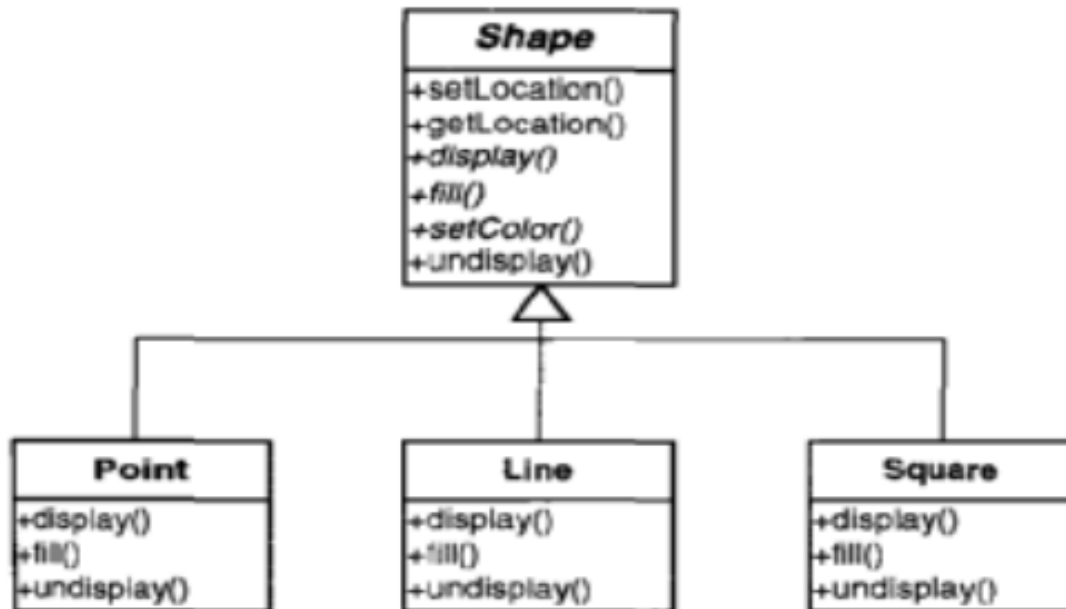 Shape
+setLocation()
+getLocation()
+display()
+fill()
+setColor()
+undisplay()
Point
+display()
+fill()
+undisplay()
Line
+display()
+fill()
+undisplay()
Square
+display()
+fill()
+undisplay()